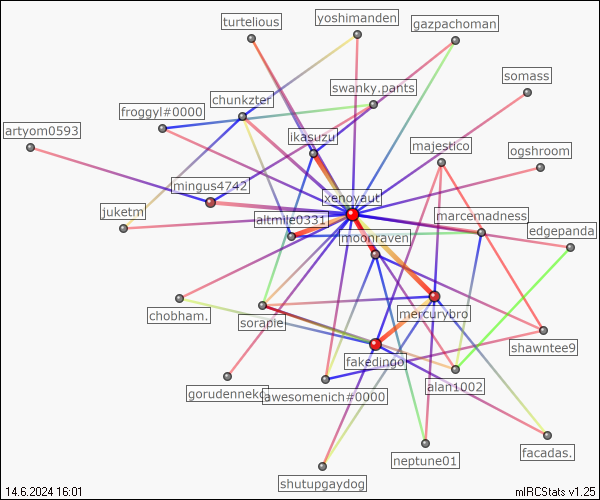 turtelious
yoshimanden
gazpachoman
somass
swanky.pants
chunkzter
froggyl#0000
artyom0593
ikasuzu
majestico
ogshroom
mingus4742
xenoyaut
juketm
altmile0331
marcemadness
edgepanda
moonraven
chobham.
sorapie
mercurybro
shawntee9
fakedingo
gorudenneko
awesomenich#0000
alan1002
facadas.
neptune01
shutupgaydog
14.6.2024 16:01
mIRCStats v1.25